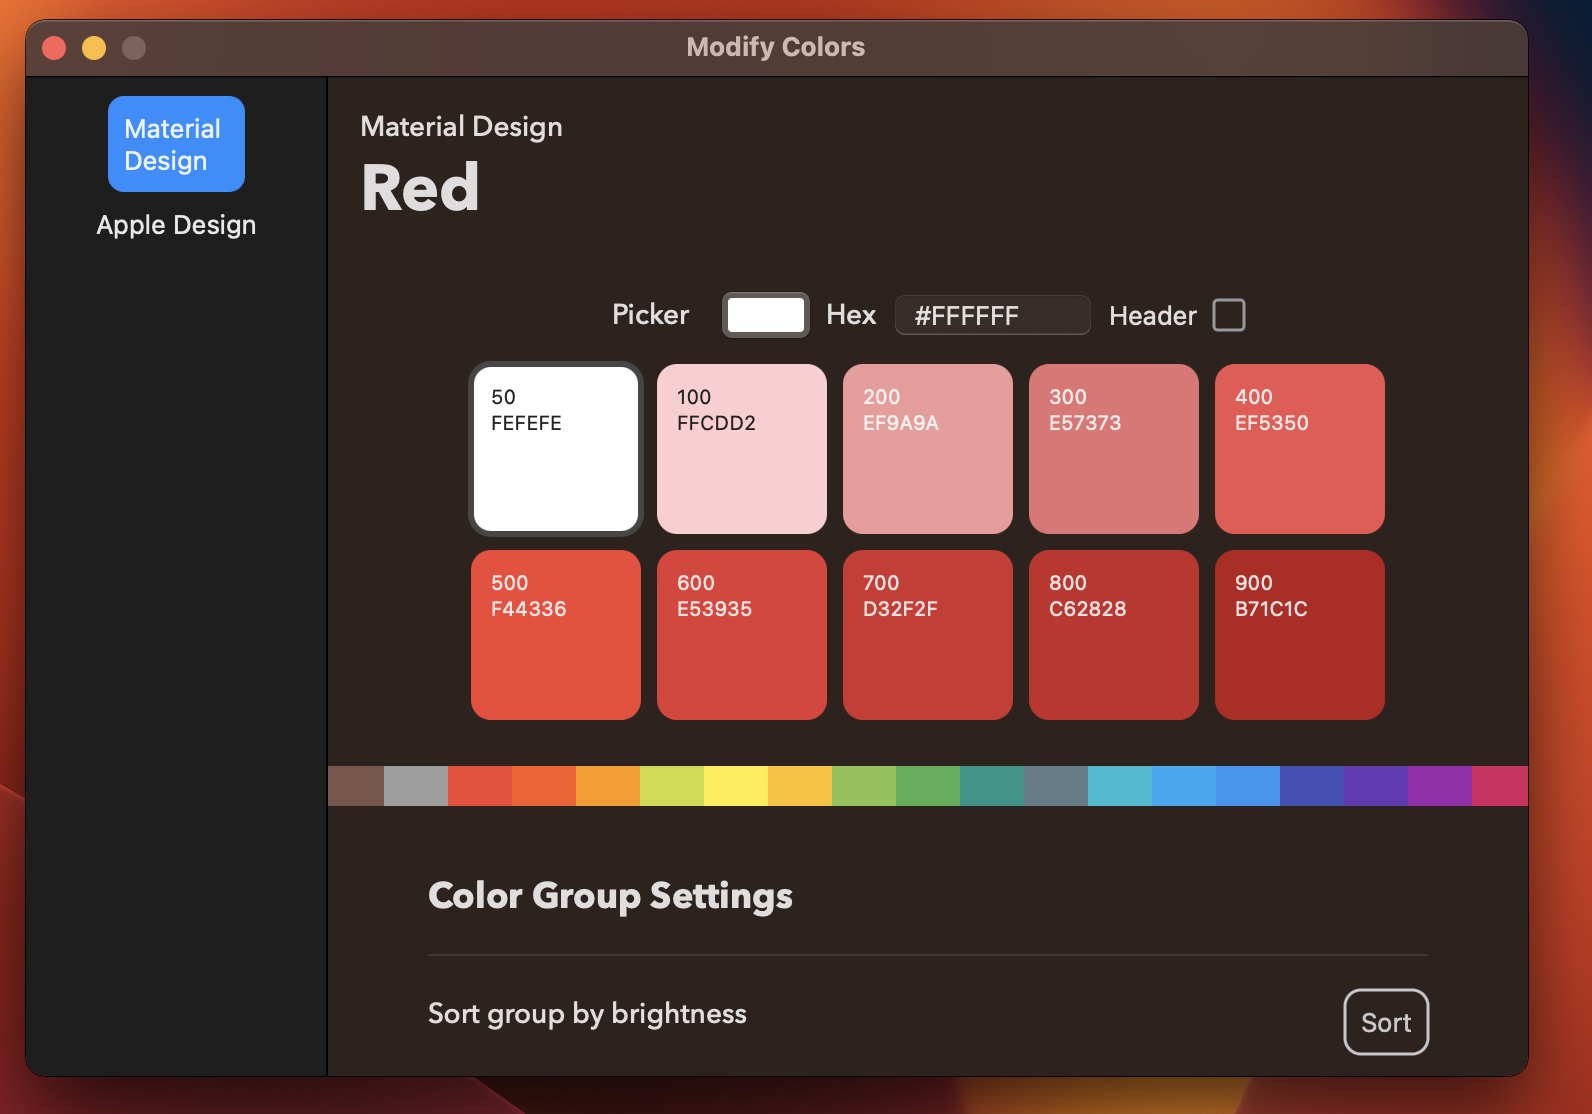 Modify Colors
Material
Design
Apple Design
Material Design
Red
Picker
Hex
#FFFFFF
Header
50
FEFEFE
100
FFCDD2
200
EF9A9A
300
E57373
400
EF5350
500
F44336
600
E53935
700
D32F2F
800
C62828
900
B71C1C
Color Group Settings
Sort group by brightness
Sort